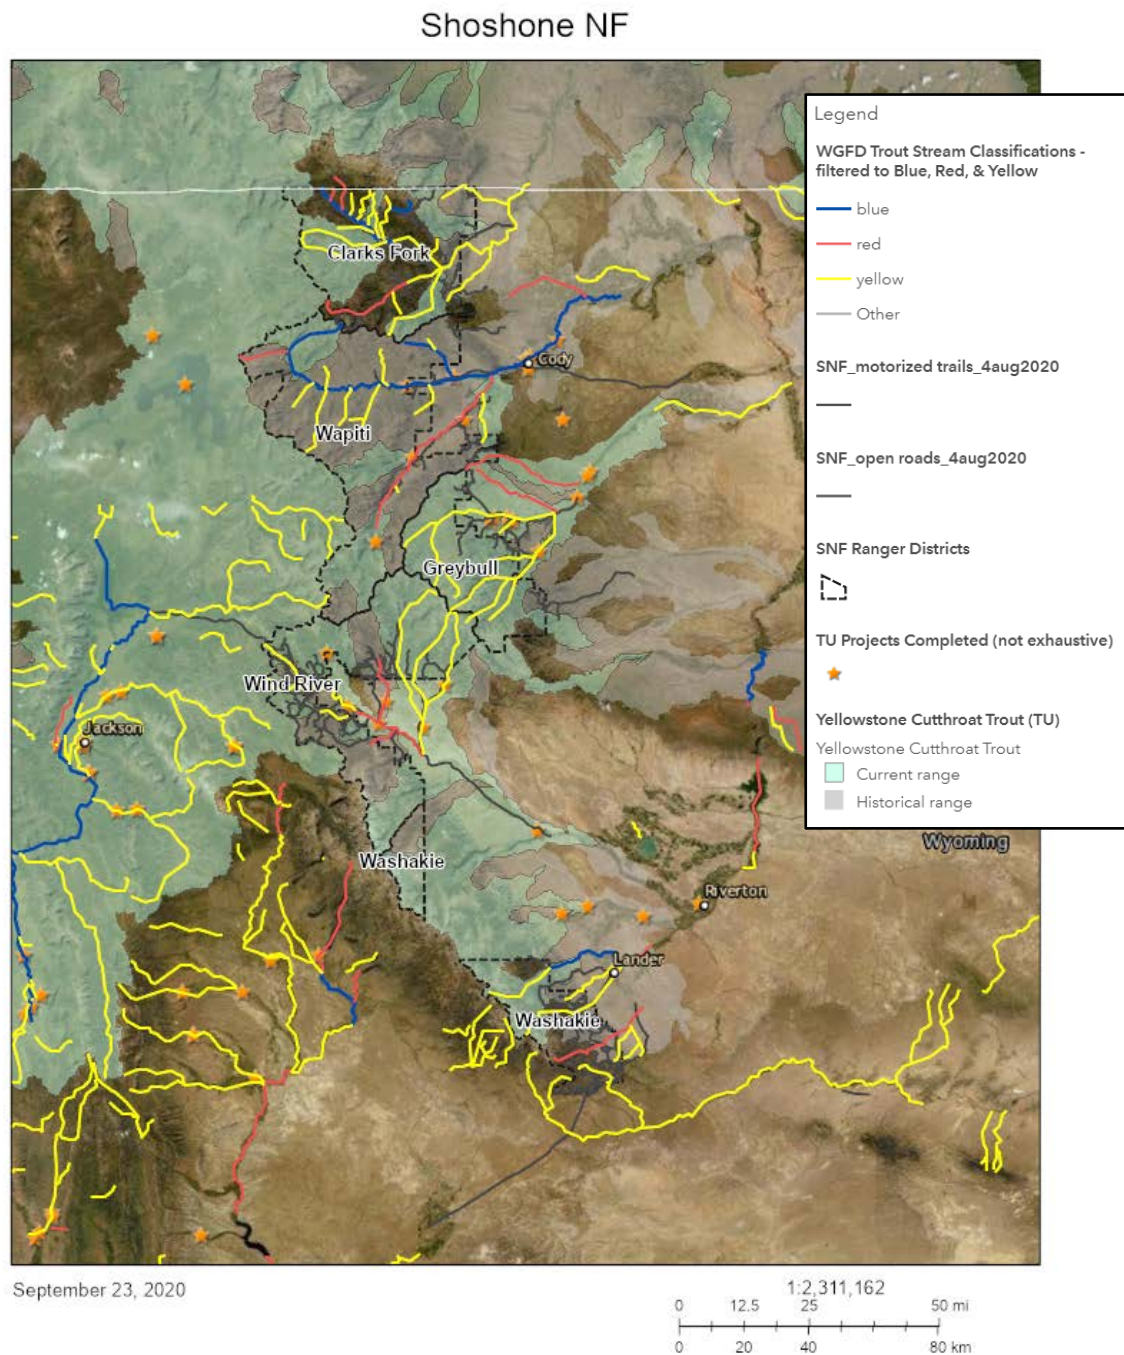 Shoshone NF
Legend
WGFD Trout Stream Classifications -
filtered to Blue, Red, & Yellow
blue
red
yellow
Other
SNF_motorized trails_4aug2020
SNF_open roads_4aug2020
SNF Ranger Districts
TU Projects Completed (not exhaustive)
Yellowstone Cutthroat Trout (TU)
Yellowstone Cutthroat Trout
Current range
Historical range
Clarks Fork
Cody
Wapiti
Greybull
Wind River
Jackson
Washakie
Wyoming
Riverton
Lander
Washakie
September 23, 2020
1:2,311,162
0 12.5 25 50 mi
0 20 40 80 km